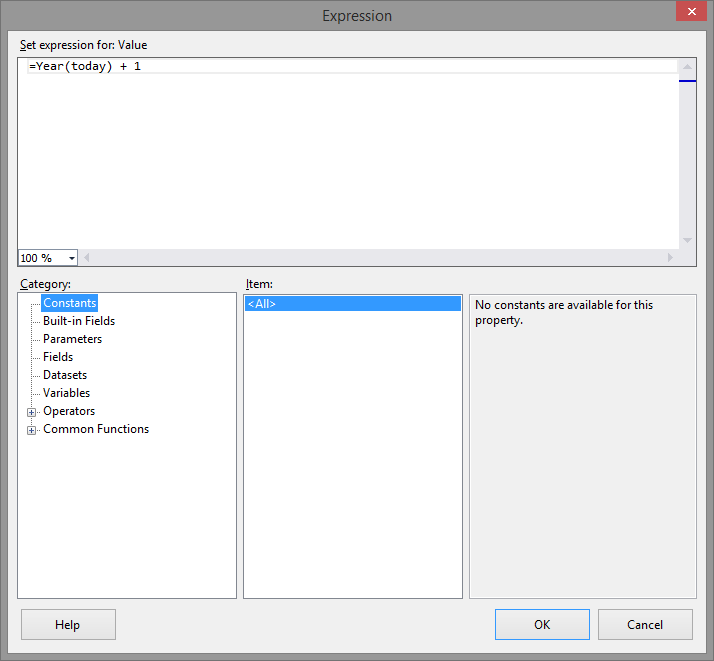 Expression
Set expression for: Value
=Year(today) + 1
100 %
Category:
Item:
Constants
Built-in Fields
Parameters
Fields
Datasets
Variables
Operators
Common Functions
<All>
No constants are available for this
property.
Help
OK
Cancel